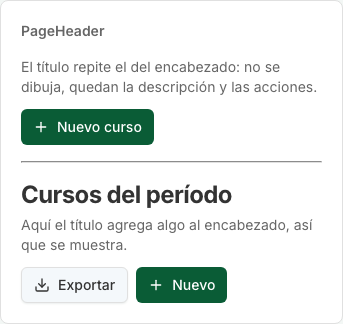 PageHeader
El título repite el del encabezado: no se
dibuja, quedan la descripción y las acciones.
Nuevo curso
Cursos del período
Aquí el título agrega algo al encabezado, así
que se muestra.
Exportar
Nuevo